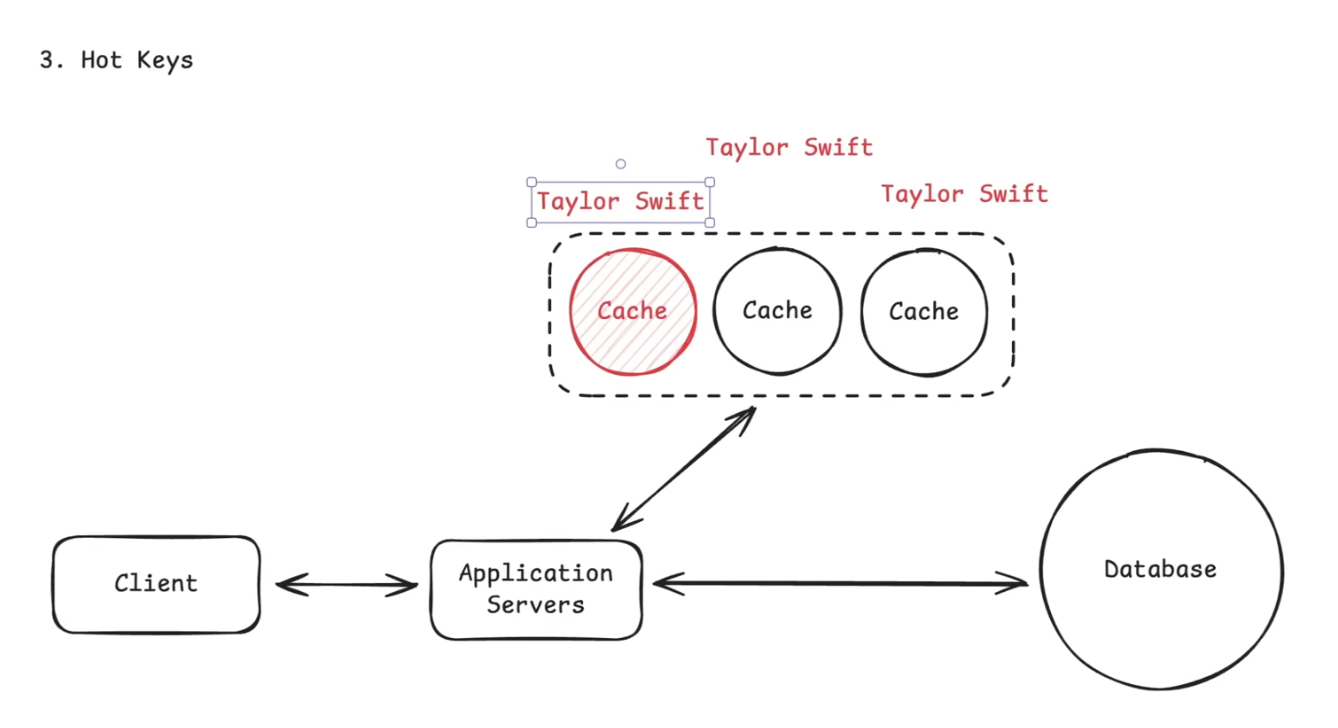 3. Hot Keys
Taylor Swift
Taylor Swift
Taylor Swift
Cache
Cache
Cache
Client
Application
Servers
Database